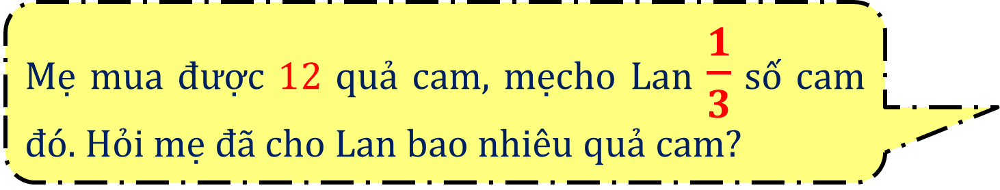 Mẹ mua được 12 quả cam, mẹcho Lan 1/3 số cam
đó. Hỏi mẹ đã cho Lan bao nhiêu quả cam?